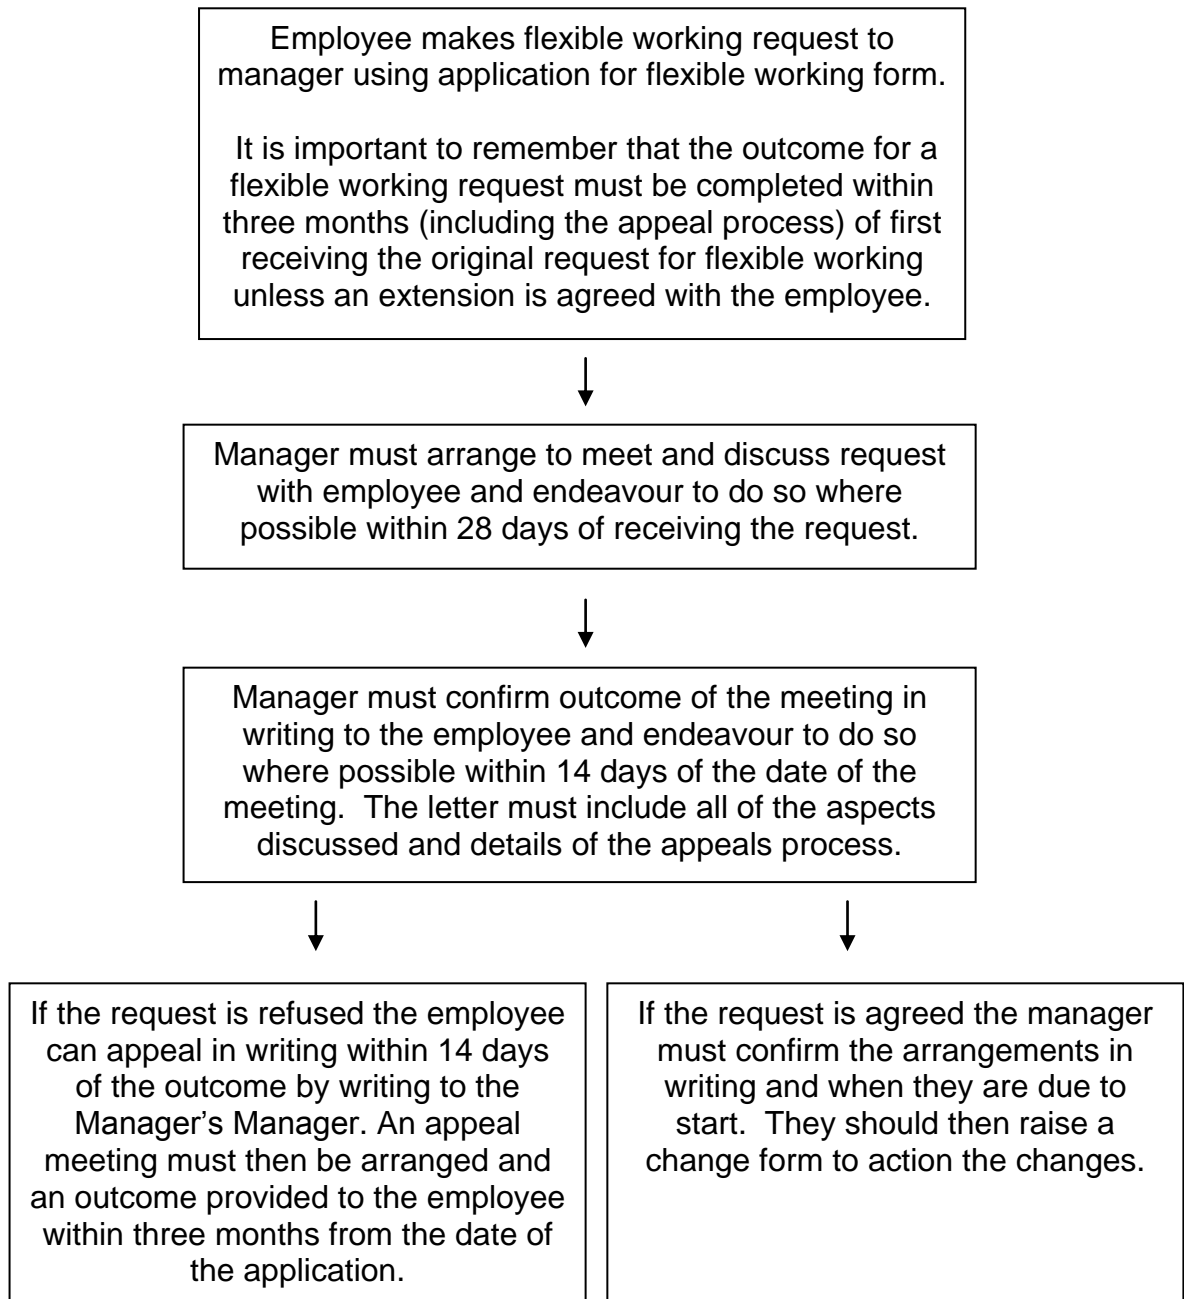 Employee makes flexible working request to
manager using application for flexible working form.
It is important to remember that the outcome for a
flexible working request must be completed within
three months (including the appeal process) of first
receiving the original request for flexible working
unless an extension is agreed with the employee.
Manager must arrange to meet and discuss request
with employee and endeavour to do so where
possible within 28 days of receiving the request.
Manager must confirm outcome of the meeting in
writing to the employee and endeavour to do so
where possible within 14 days of the date of the
meeting.  The letter must include all of the aspects
discussed and details of the appeals process.
If the request is refused the employee
can appeal in writing within 14 days
of the outcome by writing to the
Manager’s Manager. An appeal
meeting must then be arranged and
an outcome provided to the employee
within three months from the date of
the application.
If the request is agreed the manager
must confirm the arrangements in
writing and when they are due to
start.  They should then raise a
change form to action the changes.